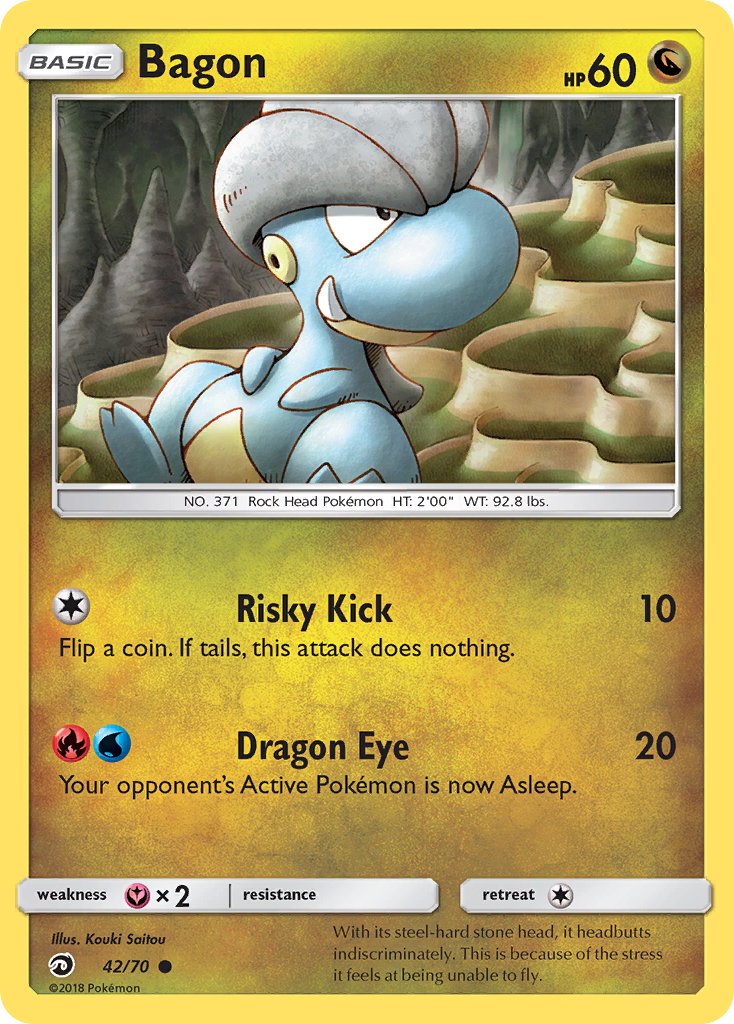 BASIC Bagon HP 60
NO. 371 Rock Head Pokémon HT: 2'00" WT: 92.8 lbs.
Risky Kick 10
Flip a coin. If tails, this attack does nothing.
Dragon Eye 20
Your opponent's Active Pokémon is now Asleep.
weakness ×2 resistance retreat
Illus. Kouki Saitou
42/70
©2018 Pokémon
With its steel-hard stone head, it headbutts
indiscriminately. This is because of the stress
it feels at being unable to fly.